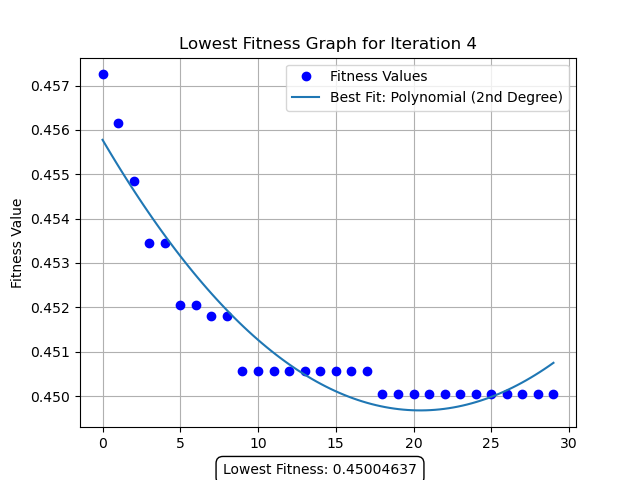 Lowest Fitness Graph for Iteration 4
Fitness Values
Best Fit: Polynomial (2nd Degree)
Fitness Value
0.457
0.456
0.455
0.454
0.453
0.452
0.451
0.450
0 5 10 15 20 25 30
Lowest Fitness: 0.45004637